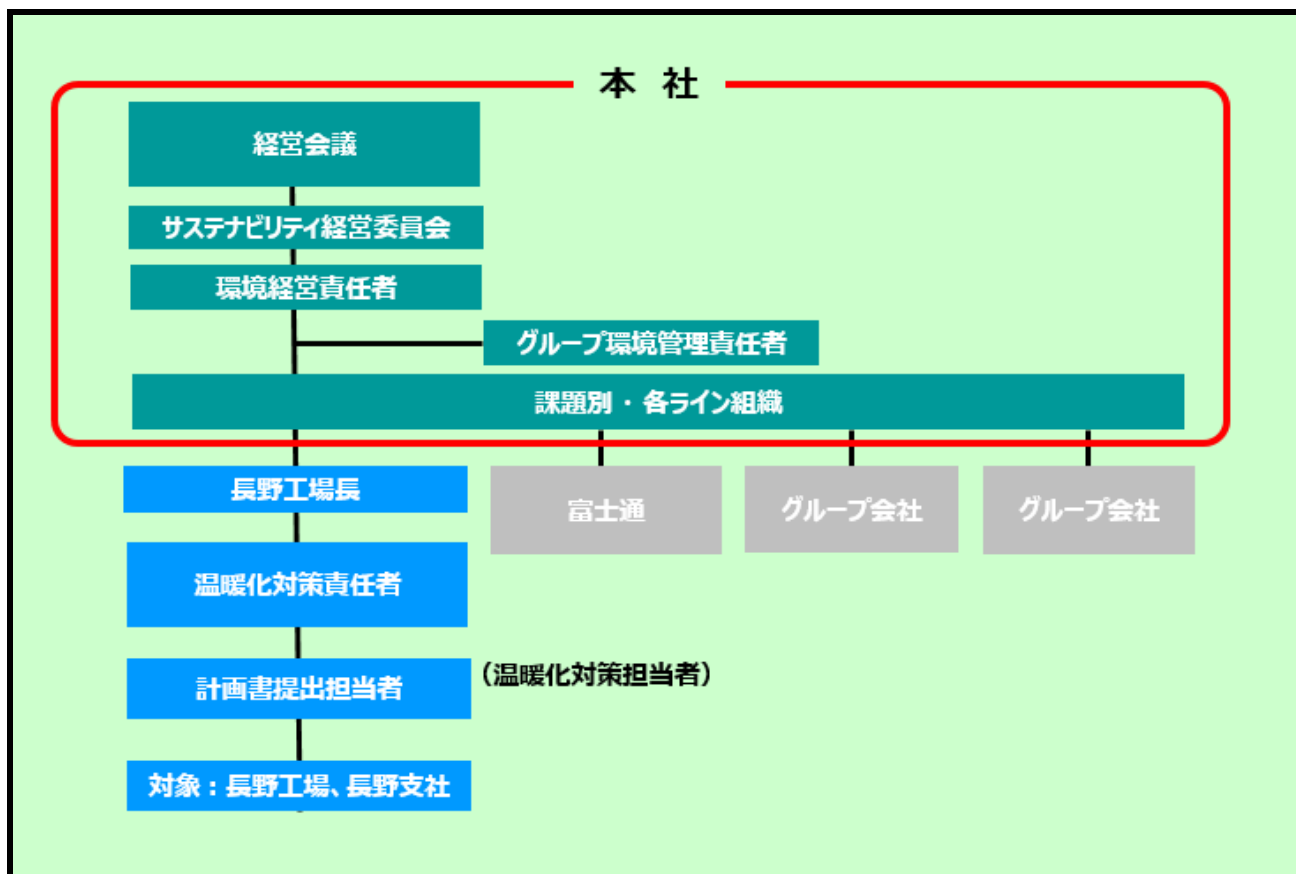 本 社
経営会議
サステナビリティ経営委員会
環境経営責任者
グループ環境管理責任者
課題別・各ライン組織
長野工場長
富士通
グループ会社
グループ会社
温暖化対策責任者
計画書提出担当者
（温暖化対策担当者）
対象：長野工場、長野支社